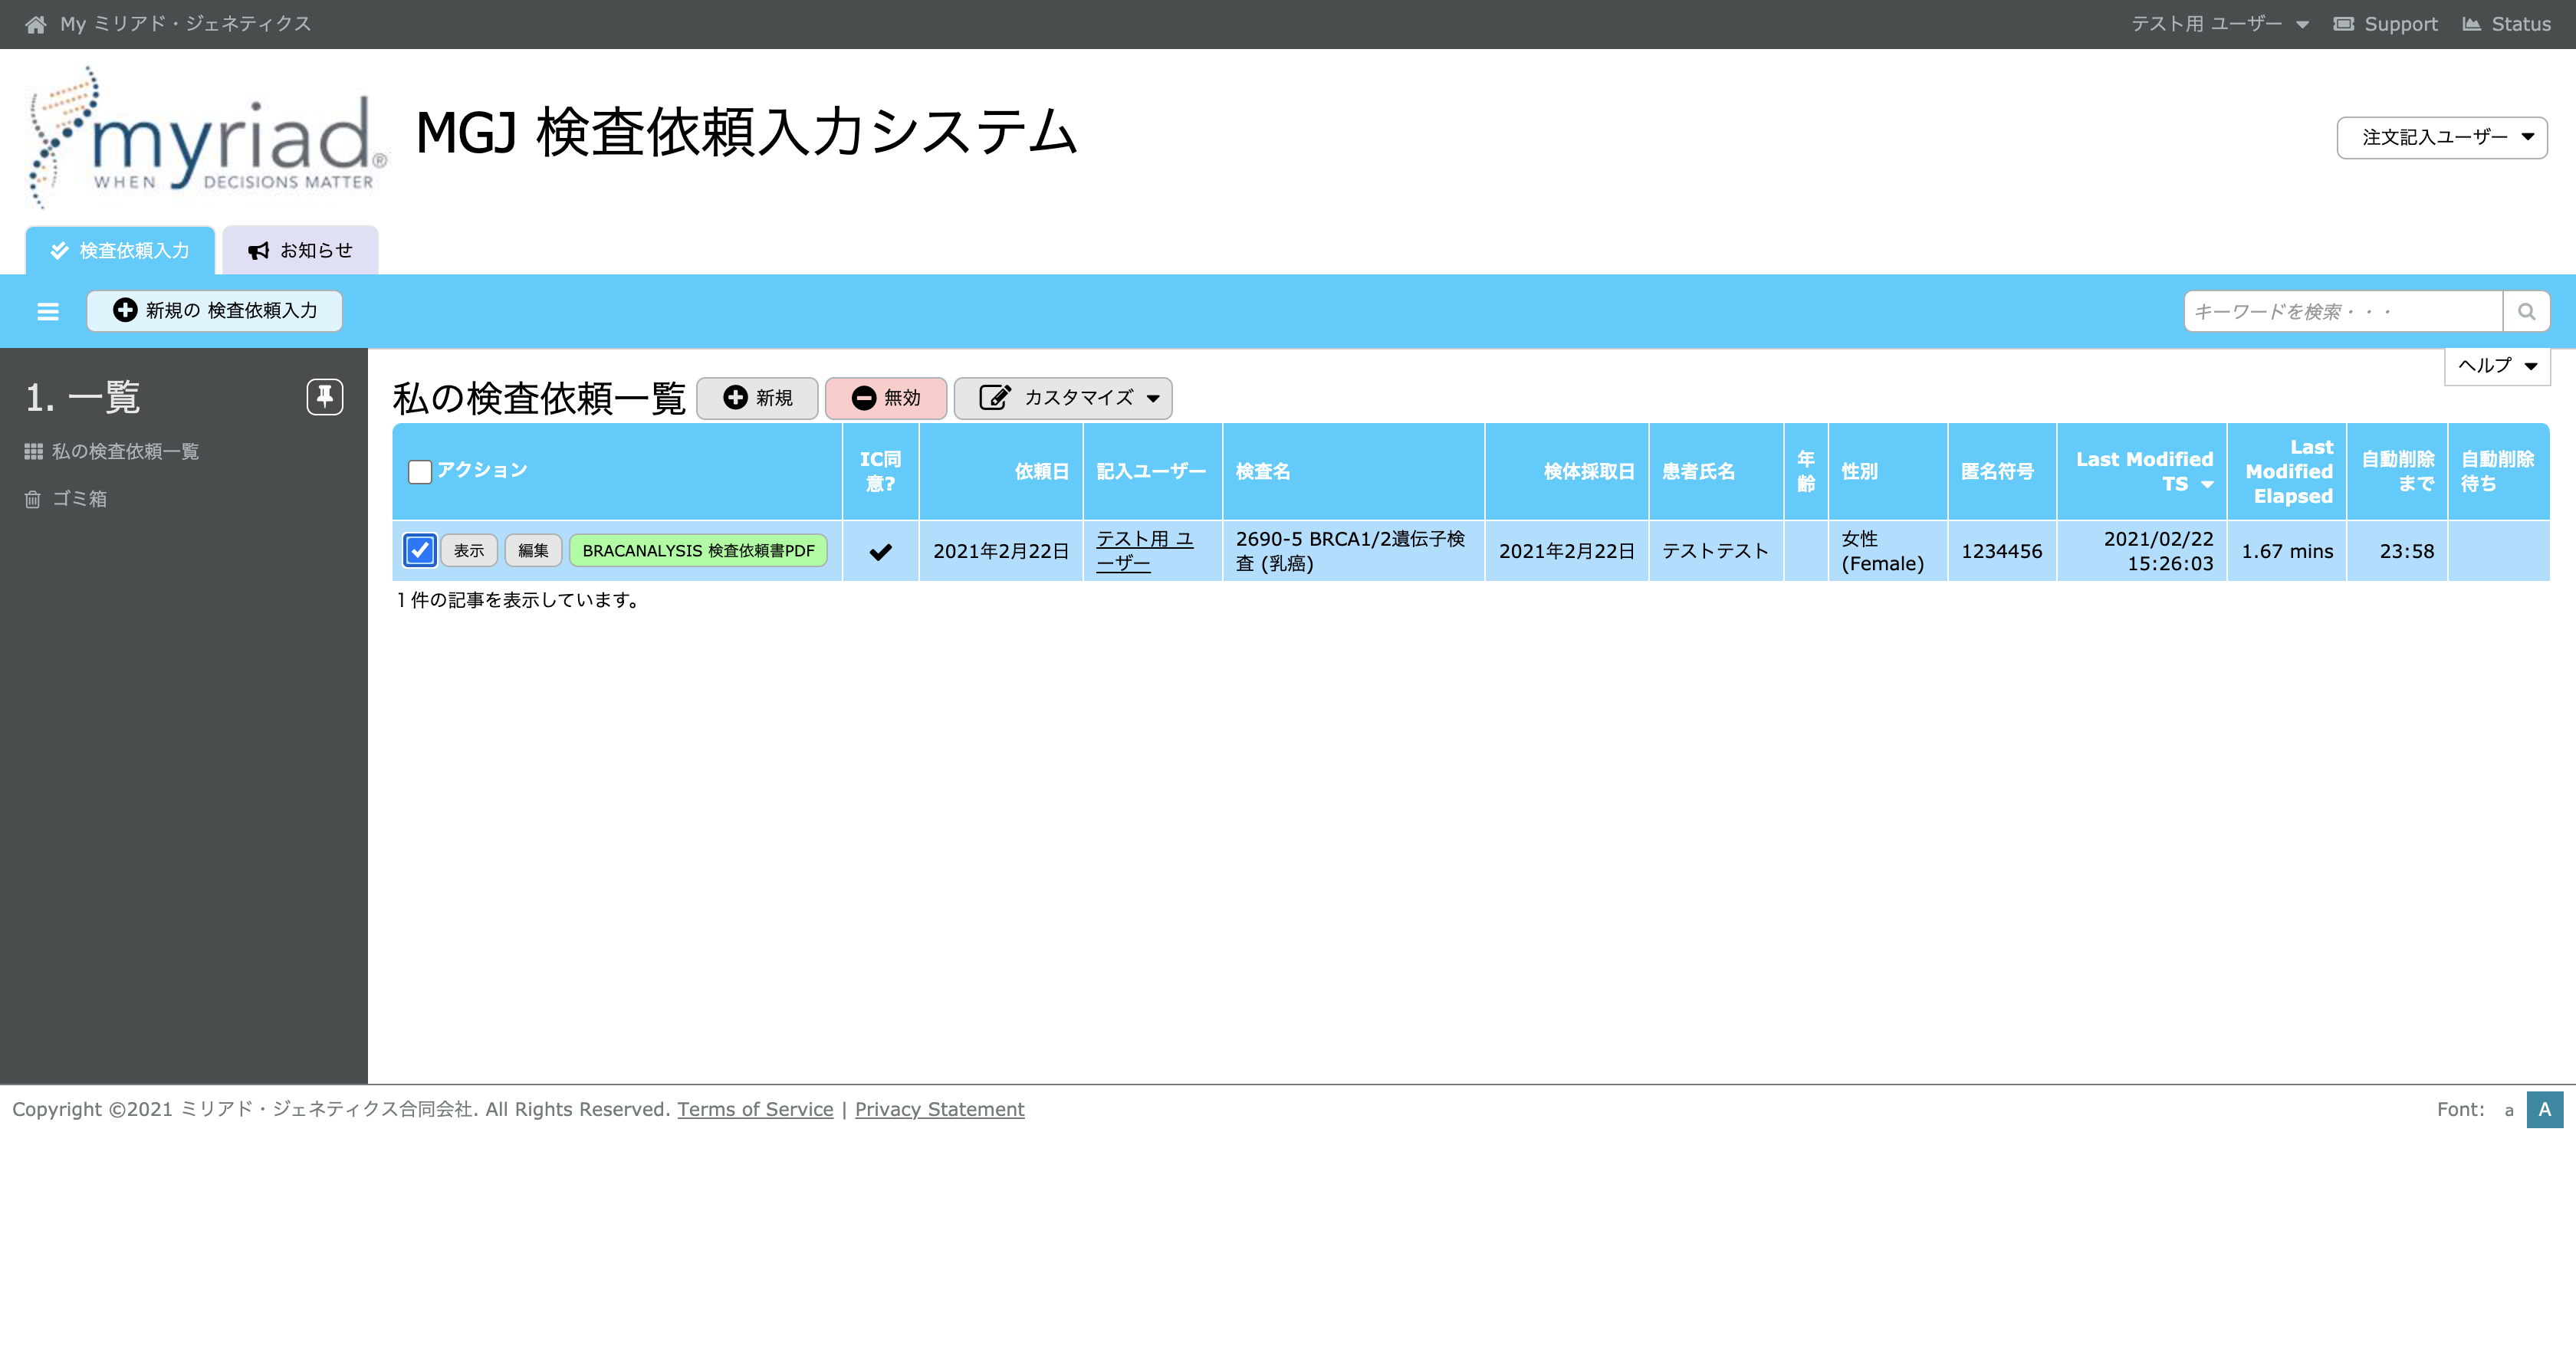 My ミリアド・ジェネティクス
テスト用 ユーザー Support Status
myriad®
WHEN DECISIONS MATTER
MGJ 検査依頼入力システム
注文記入ユーザー
検査依頼入力 お知らせ
新規の 検査依頼入力
キーワードを検索・・・
ヘルプ
1. 一覧
私の検査依頼一覧
ゴミ箱
私の検査依頼一覧 新規 無効 カスタマイズ
アクション
IC同
意?
依頼日
記入ユーザー
検査名
検体採取日
患者氏名
年
齢
性別
匿名符号
Last Modified
TS
Last
Modified
Elapsed
自動削除
まで
自動削除
待ち
表示 編集 BRACANALYSIS 検査依頼書PDF
2021年2月22日
テスト用 ユ
ーザー
2690-5 BRCA1/2遺伝子検
査 (乳癌)
2021年2月22日
テストテスト
女性
(Female)
1234456
2021/02/22
15:26:03
1.67 mins
23:58
1 件の記事を表示しています。
Copyright ©2021 ミリアド・ジェネティクス合同会社. All Rights Reserved. Terms of Service | Privacy Statement
Font: a A